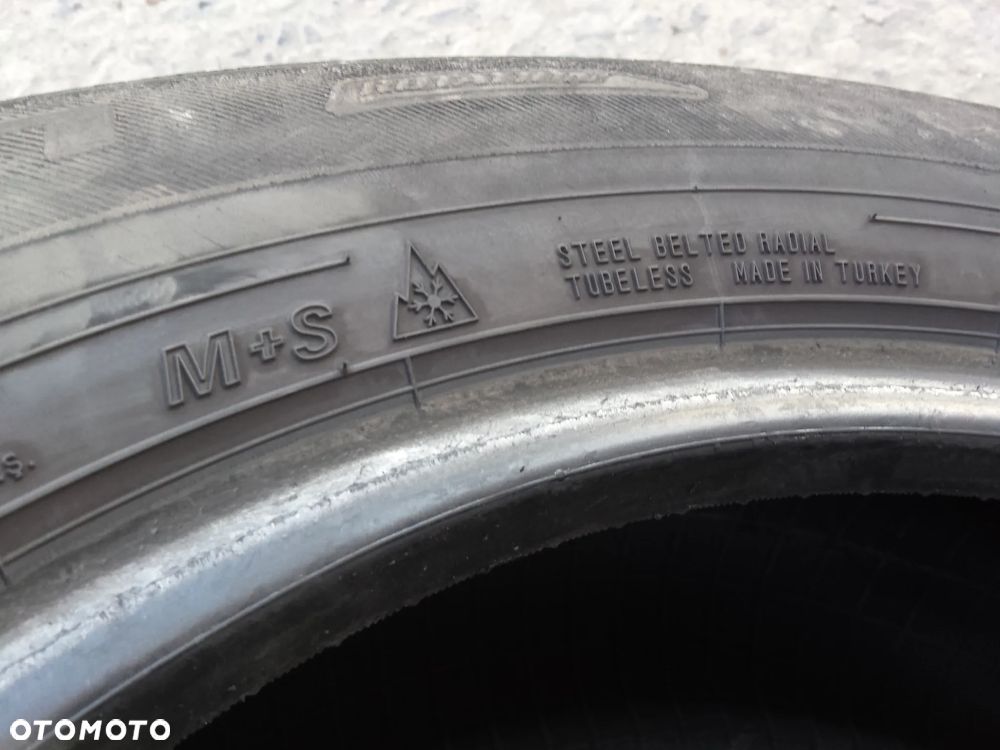 STEEL BELTED RADIAL
TUBELESS MADE IN TURKEY
M+S
Ş.
OTOMOTO